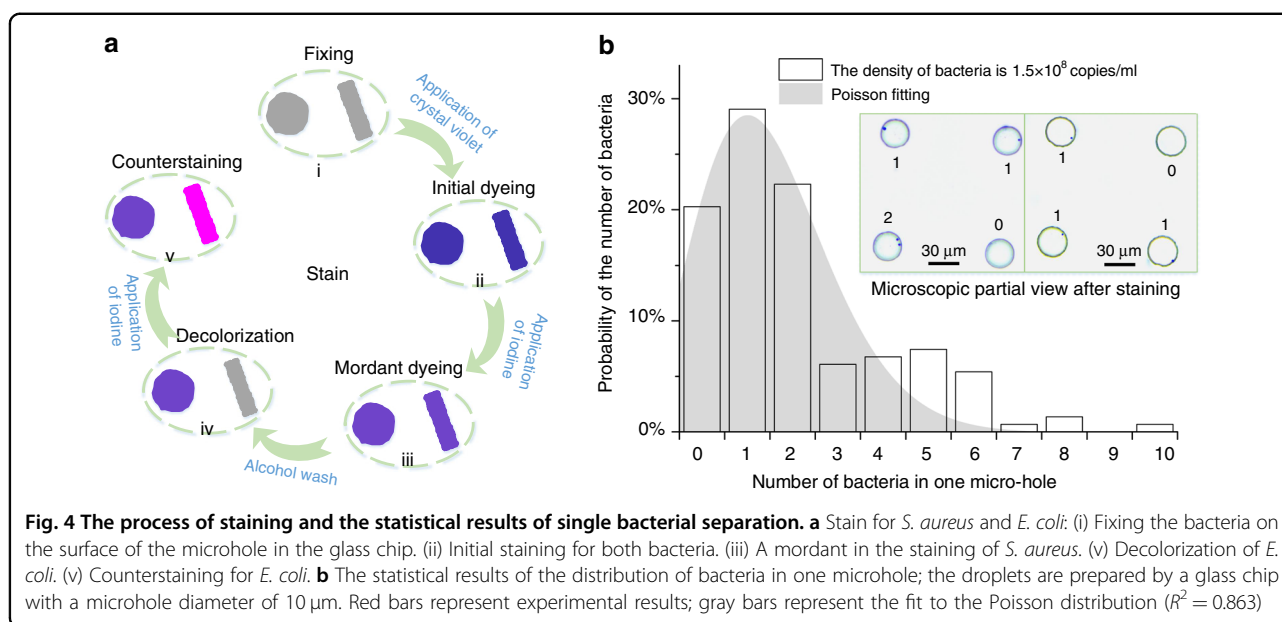 a
Fixing
Application of
crystal violet
i
Counterstaining
Initial dyeing
v
ii
Stain
Application
of iodine
Application
of iodine
Decolorization
Mordant dyeing
iv
iii
Alcohol wash
b
The density of bacteria is 1.5×10⁸ copies/ml
Poisson fitting
Probability of the number of bacteria
30%
20%
10%
0%
1
1
1
0
2
0
1
1
30 μm
30 μm
Microscopic partial view after staining
0 1 2 3 4 5 6 7 8 9 10
Number of bacteria in one micro-hole
Fig. 4 The process of staining and the statistical results of single bacterial separation. a Stain for S. aureus and E. coli: (i) Fixing the bacteria on
the surface of the microhole in the glass chip. (ii) Initial staining for both bacteria. (iii) A mordant in the staining of S. aureus. (v) Decolorization of E.
coli. (v) Counterstaining for E. coli. b The statistical results of the distribution of bacteria in one microhole; the droplets are prepared by a glass chip
with a microhole diameter of 10 μm. Red bars represent experimental results; gray bars represent the fit to the Poisson distribution (R² = 0.863)